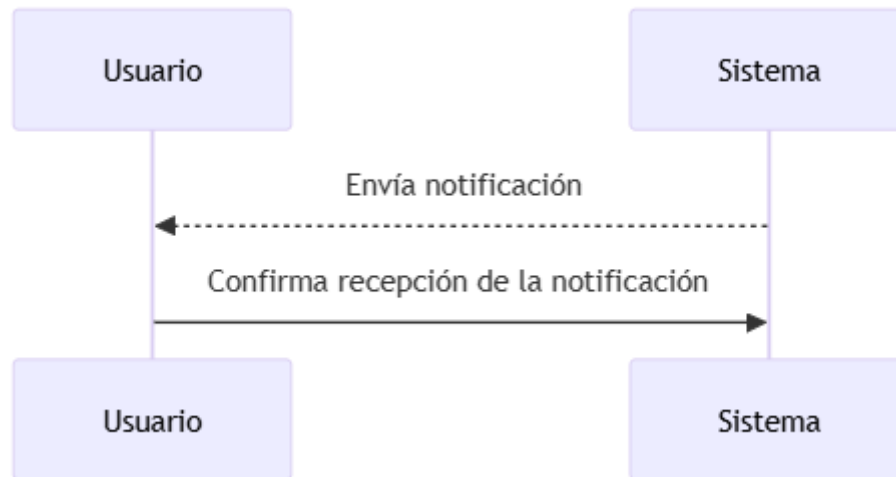 Usuario
Sistema
Envía notificación
Confirma recepción de la notificación
Usuario
Sistema